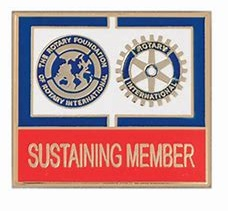 THE ROTARY FOUNDATION
OF ROTARY INTERNATIONAL
ROTARY
INTERNATIONAL
SUSTAINING MEMBER